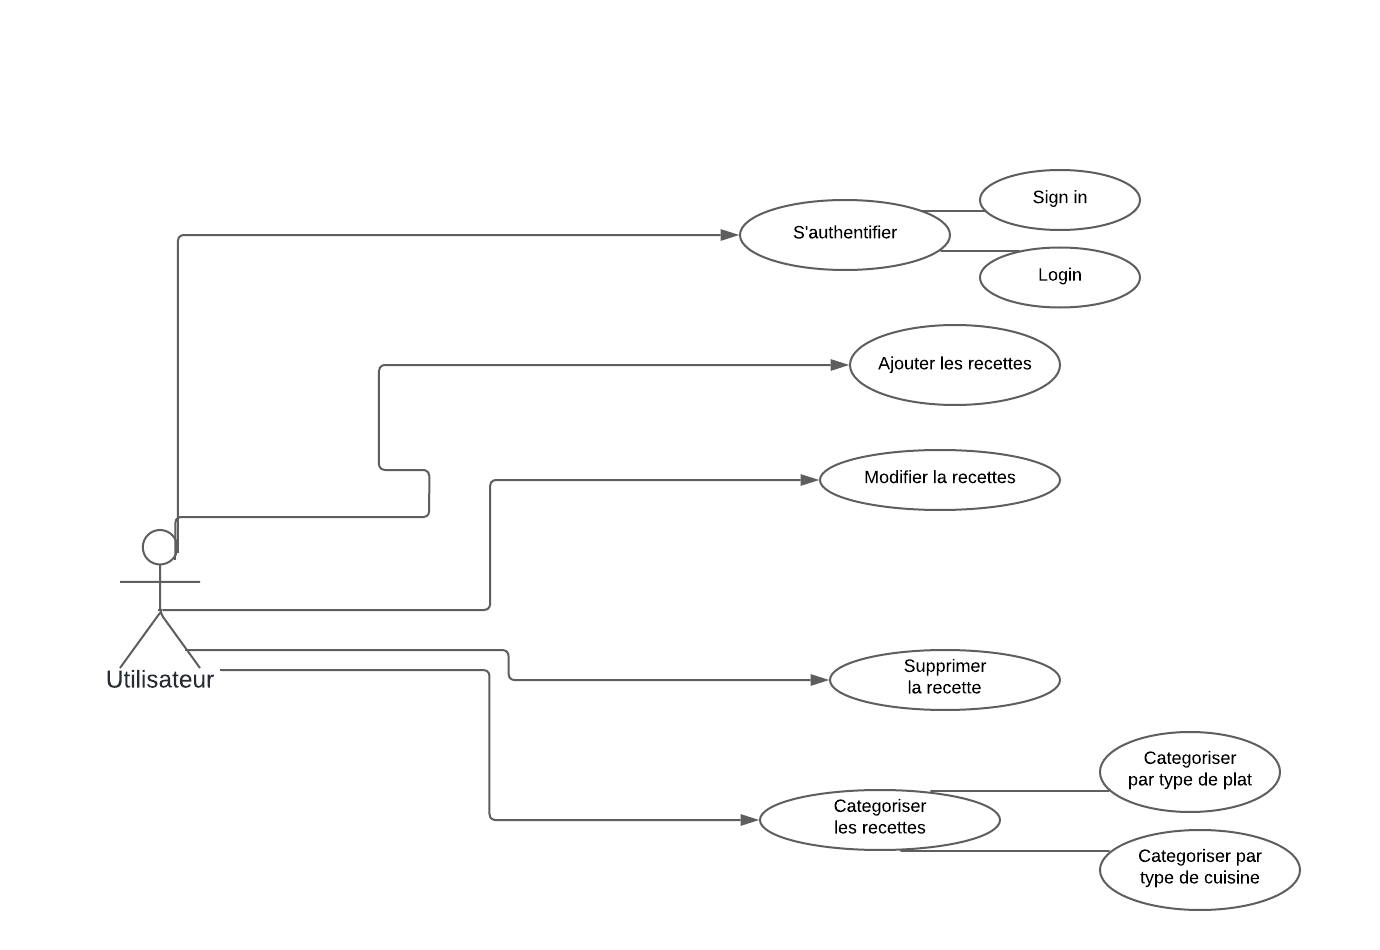 Sign in
S'authentifier
Login
Ajouter les recettes
Modifier la recettes
Supprimer
la recette
Utilisateur
Categoriser
par type de plat
Categoriser
les recettes
Categoriser par
type de cuisine